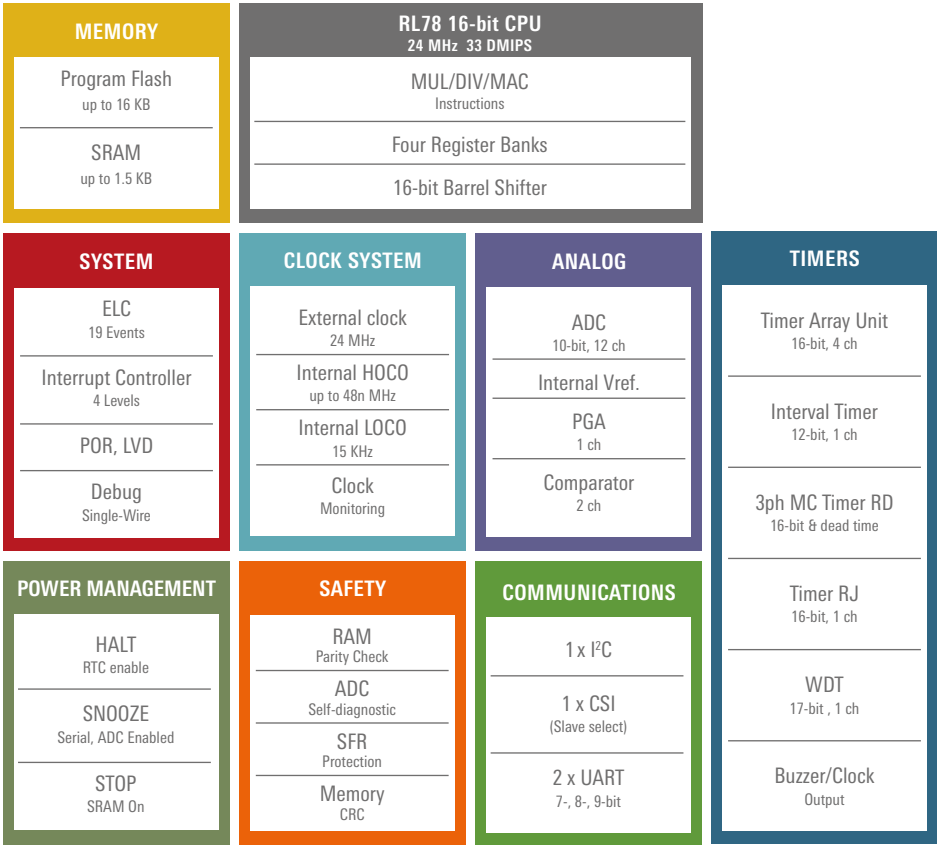 MEMORY
Program Flash
up to 16 KB
SRAM
up to 1.5 KB
RL78 16-bit CPU
24 MHz 33 DMIPS
MUL/DIV/MAC
Instructions
Four Register Banks
16-bit Barrel Shifter
SYSTEM
ELC
19 Events
Interrupt Controller
4 Levels
POR, LVD
Debug
Single-Wire
CLOCK SYSTEM
External clock
24 MHz
Internal HOCO
up to 48n MHz
Internal LOCO
15 KHz
Clock
Monitoring
ANALOG
ADC
10-bit, 12 ch
Internal Vref.
PGA
1 ch
Comparator
2 ch
TIMERS
Timer Array Unit
16-bit, 4 ch
Interval Timer
12-bit, 1 ch
3ph MC Timer RD
16-bit & dead time
Timer RJ
16-bit, 1 ch
WDT
17-bit , 1 ch
Buzzer/Clock
Output
POWER MANAGEMENT
HALT
RTC enable
SNOOZE
Serial, ADC Enabled
STOP
SRAM On
SAFETY
RAM
Parity Check
ADC
Self-diagnostic
SFR
Protection
Memory
CRC
COMMUNICATIONS
1 x I²C
1 x CSI
(Slave select)
2 x UART
7-, 8-, 9-bit